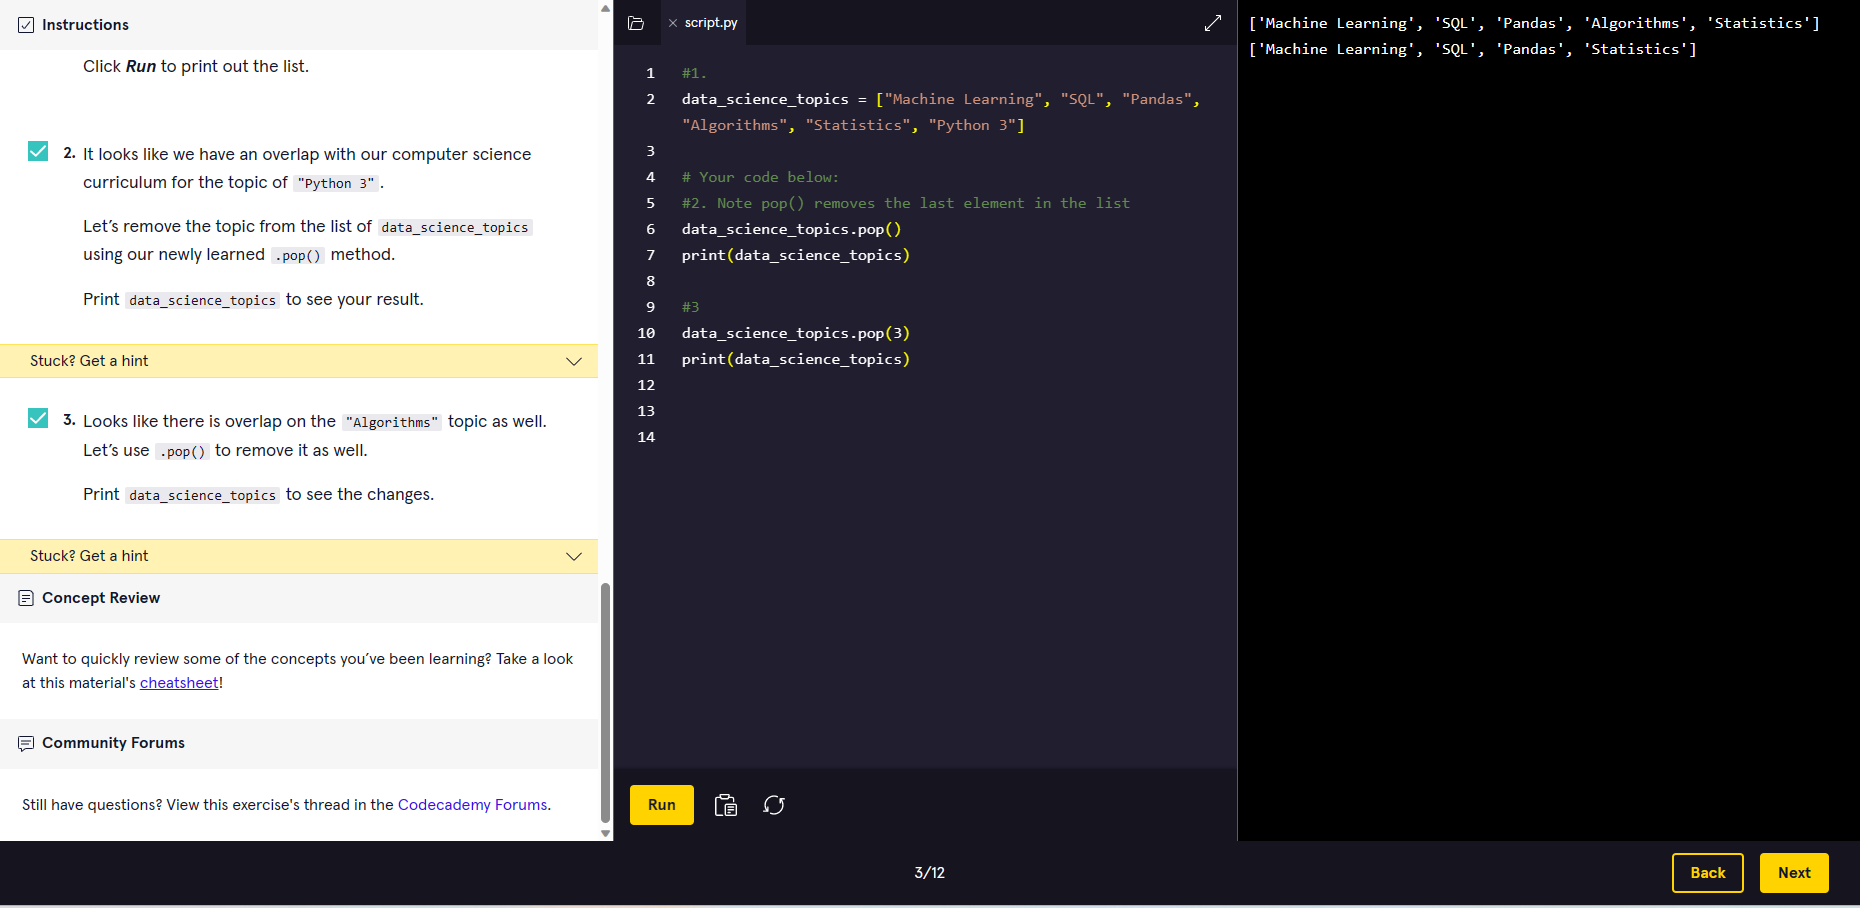 Instructions
Click Run to print out the list.
2. It looks like we have an overlap with our computer science
curriculum for the topic of "Python 3" .
Let’s remove the topic from the list of data_science_topics
using our newly learned .pop() method.
Print data_science_topics to see your result.
Stuck? Get a hint
3. Looks like there is overlap on the "Algorithms" topic as well.
Let’s use .pop() to remove it as well.
Print data_science_topics to see the changes.
Stuck? Get a hint
Concept Review
Want to quickly review some of the concepts you’ve been learning? Take a look
at this material's cheatsheet!
Community Forums
Still have questions? View this exercise's thread in the Codecademy Forums.
script.py
1 #1.
2 data_science_topics = ["Machine Learning", "SQL", "Pandas",
"Algorithms", "Statistics", "Python 3"]
3
4 # Your code below:
5 #2. Note pop() removes the last element in the list
6 data_science_topics.pop()
7 print(data_science_topics)
8
9 #3
10 data_science_topics.pop(3)
11 print(data_science_topics)
12
13
14
Run
['Machine Learning', 'SQL', 'Pandas', 'Algorithms', 'Statistics']
['Machine Learning', 'SQL', 'Pandas', 'Statistics']
3/12
Back
Next